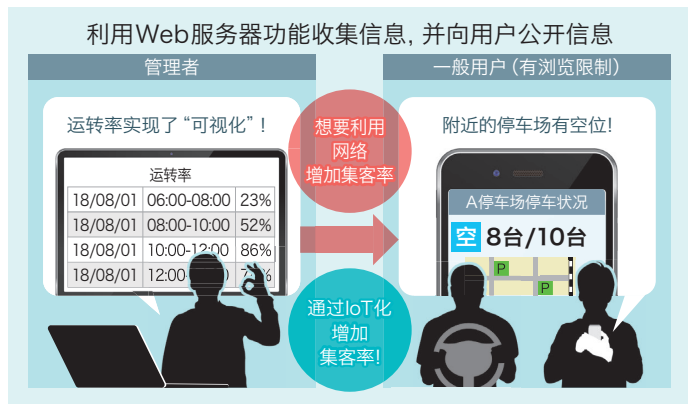 利用Web服务器功能收集信息, 并向用户公开信息
管理者
一般用户 (有浏览限制)
运转率实现了“可视化”!
想要利用
网络
增加集客率
附近的停车场有空位!
运转率
18/08/01 06:00-08:00 23%
18/08/01 08:00-10:00 52%
18/08/01 10:00-12:00 86%
18/08/01 12:00-
A停车场停车状况
空 8台/10台
P
P
通过IoT化
增加
集客率!